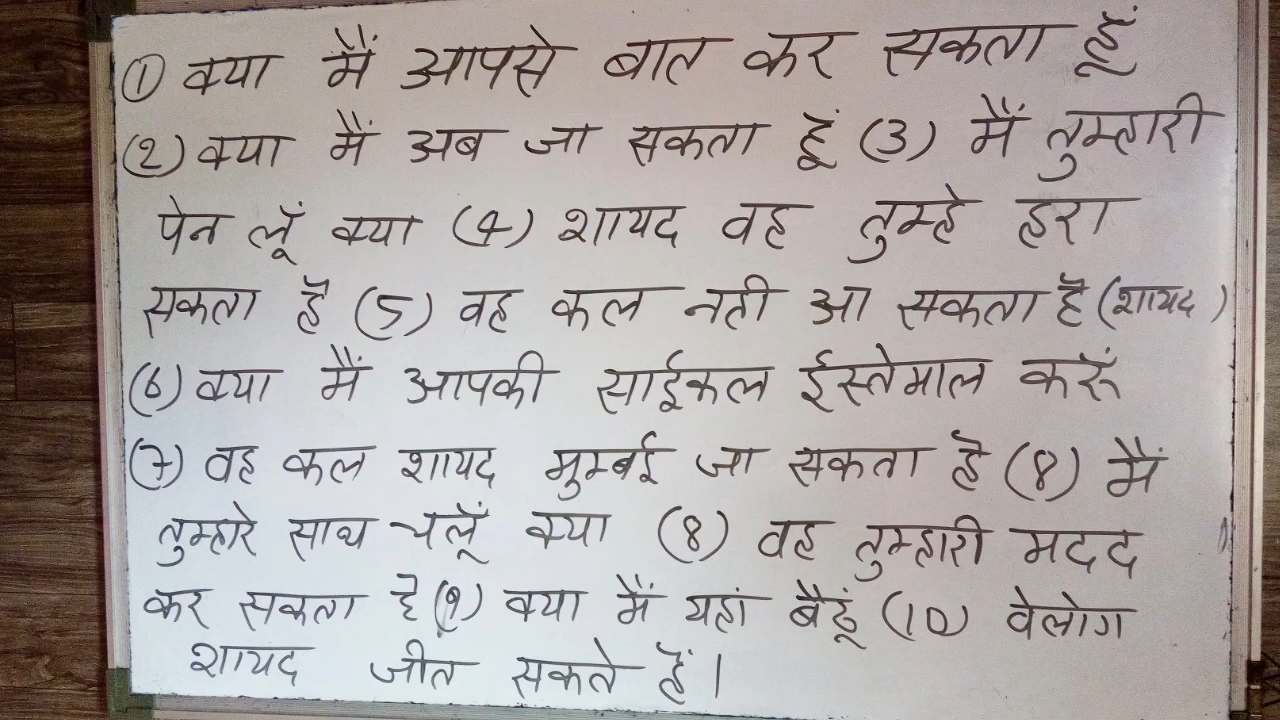 ① क्या मैं आपसे बात कर सकता हूँ
(2) क्या मैं अब जा सकता हूं (3) मैं तुम्हारी
पेन लूँ क्या (4) शायद वह तुम्हे हरा
सकता है (5) वह कल नही आ सकता है (शायद)
(6) क्या मैं आपकी साईकल ईस्तेमाल करूँ
(7) वह कल शायद मुम्बई जा सकता है (8) मैं
तुम्हारे साथ चलूँ क्या (8) वह तुम्हारी मदद
कर सकता है (9) क्या मैं यहां बैठूं (10) वेलोग
शायद जीत सकते हैं।